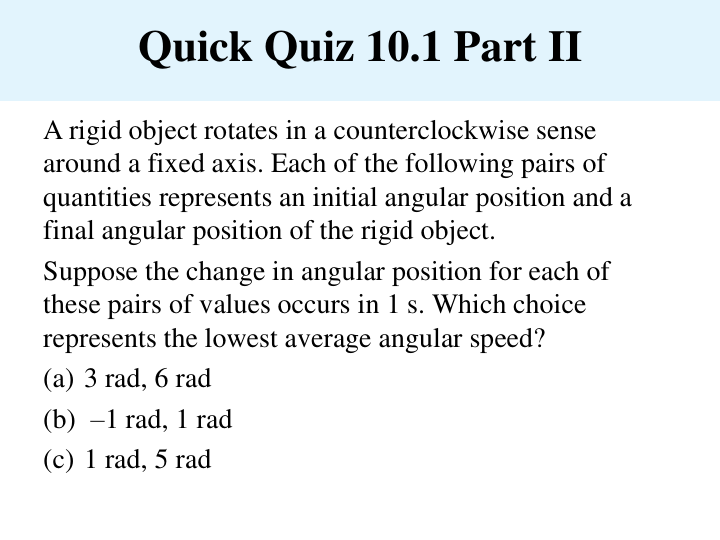 Quick Quiz 10.1 Part II
A rigid object rotates in a counterclockwise sense
around a fixed axis. Each of the following pairs of
quantities represents an initial angular position and a
final angular position of the rigid object.
Suppose the change in angular position for each of
these pairs of values occurs in 1 s. Which choice
represents the lowest average angular speed?
(a) 3 rad, 6 rad
(b) –1 rad, 1 rad
(c) 1 rad, 5 rad